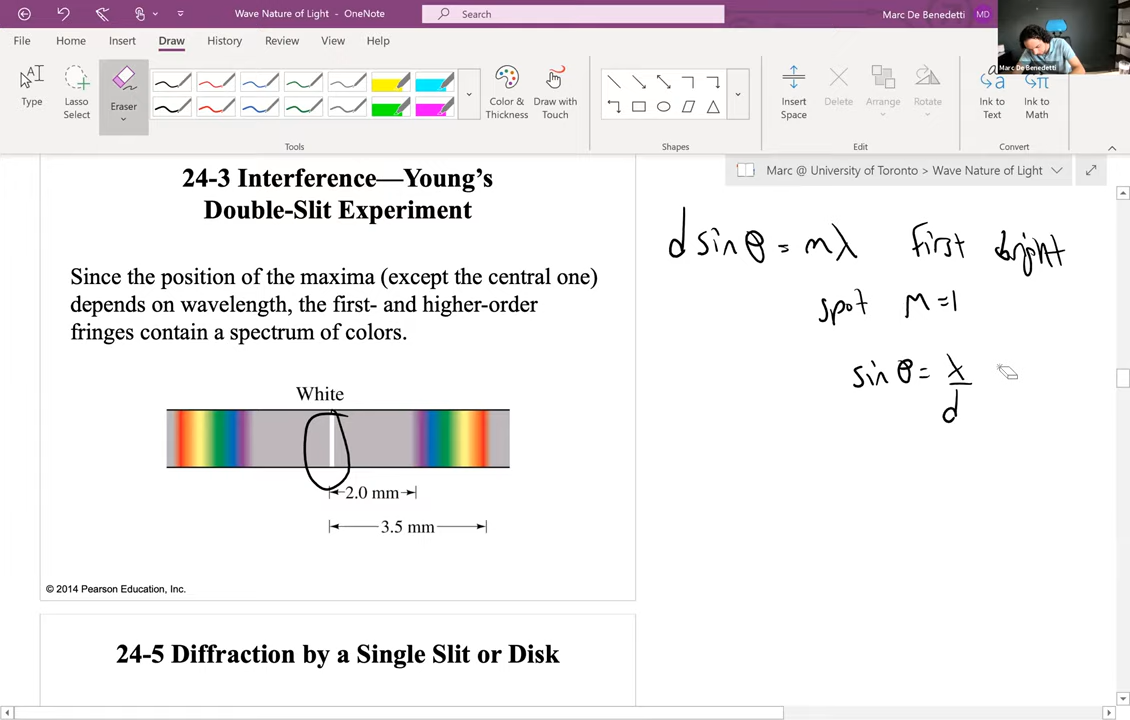 Wave Nature of Light - OneNote
Search
Marc De Benedetti
MD
File Home Insert Draw History Review View Help
Marc De Benedetti
Type
Lasso Select
Eraser
Color & Thickness
Draw with Touch
Insert Space
Delete
Arrange
Rotate
Ink to Text
Ink to Math
Tools
Shapes
Edit
Convert
Marc @ University of Toronto > Wave Nature of Light
24-3 Interference—Young's
Double-Slit Experiment
Since the position of the maxima (except the central one)
depends on wavelength, the first- and higher-order
fringes contain a spectrum of colors.
White
2.0 mm
3.5 mm
© 2014 Pearson Education, Inc.
24-5 Diffraction by a Single Slit or Disk
d sin θ = mλ First bright
spot m = 1
sin θ = λ/d